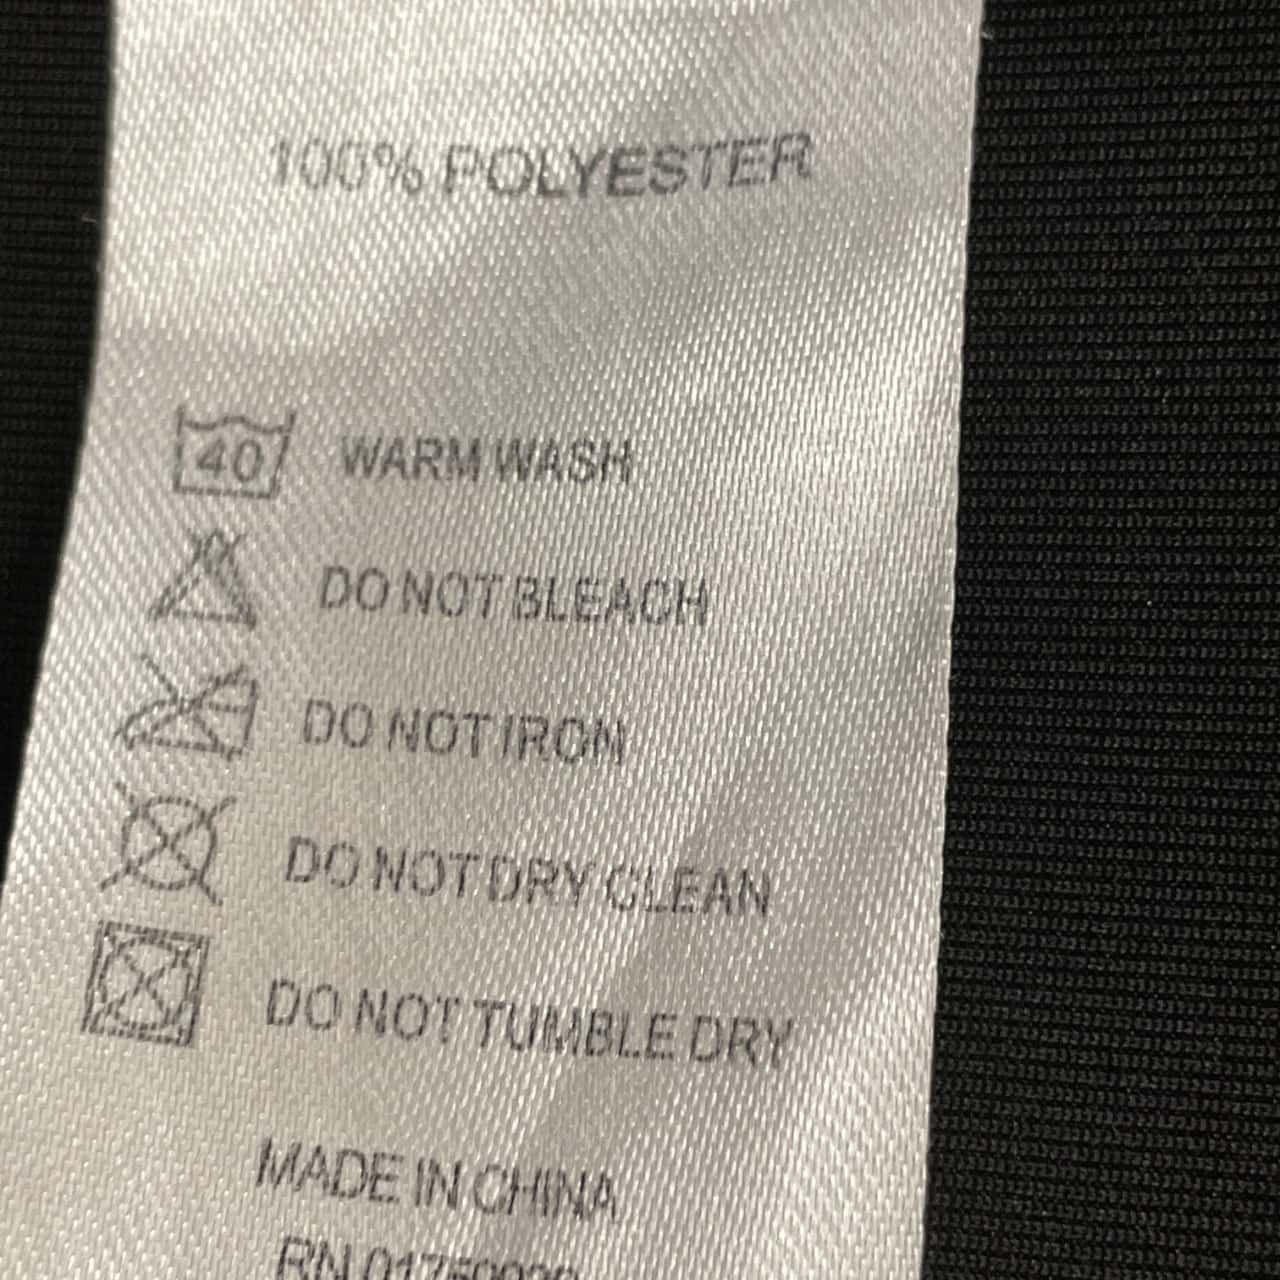 100% POLYESTER
40 WARM WASH
DO NOT BLEACH
DO NOT IRON
DO NOT DRY CLEAN
DO NOT TUMBLE DRY
MADE IN CHINA
RN